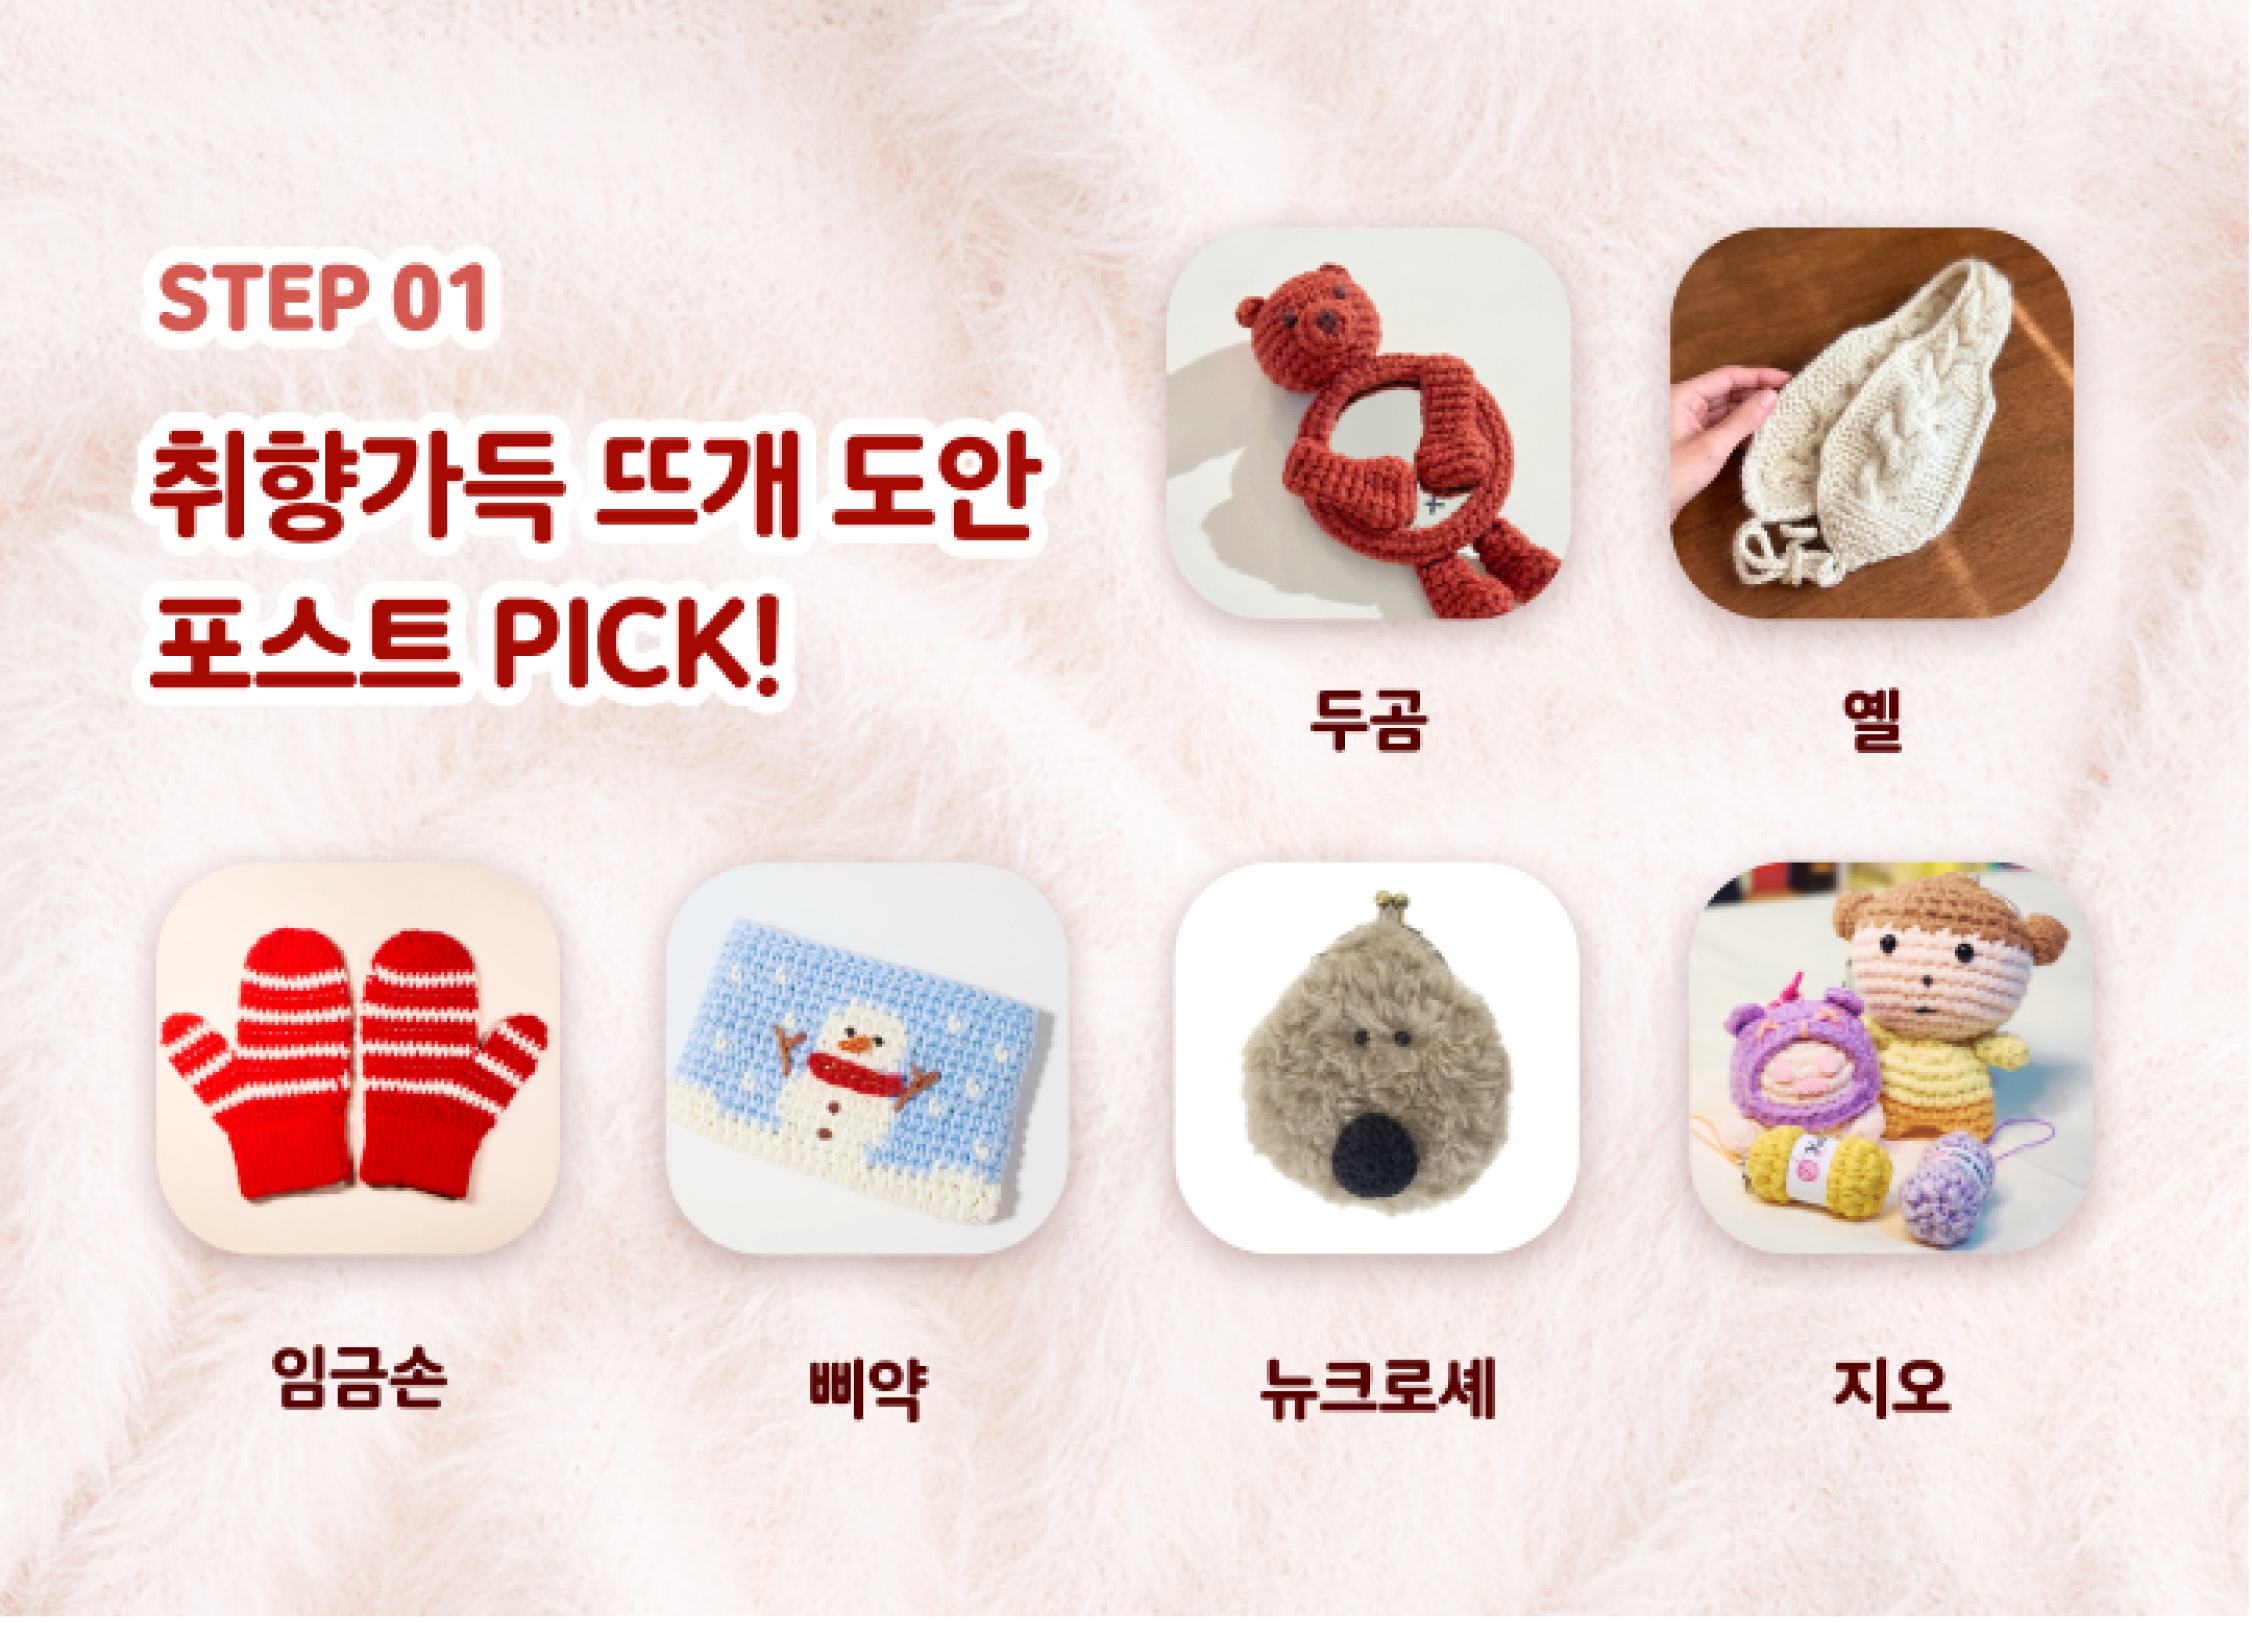 STEP 01
취향가득 뜨개 도안
포스트 PICK!
두곰
옐
임금손
삐약
뉴크로셰
지오